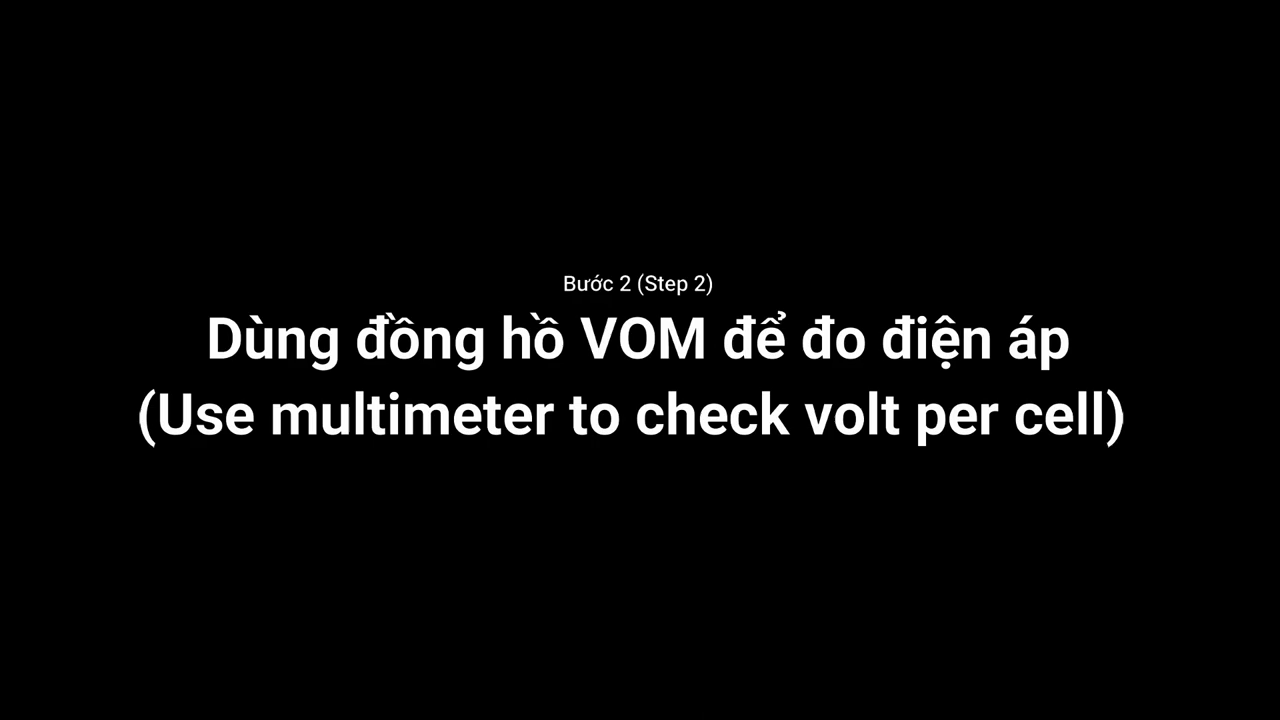 Bước 2 (Step 2)
Dùng đồng hồ VOM để đo điện áp
(Use multimeter to check volt per cell)